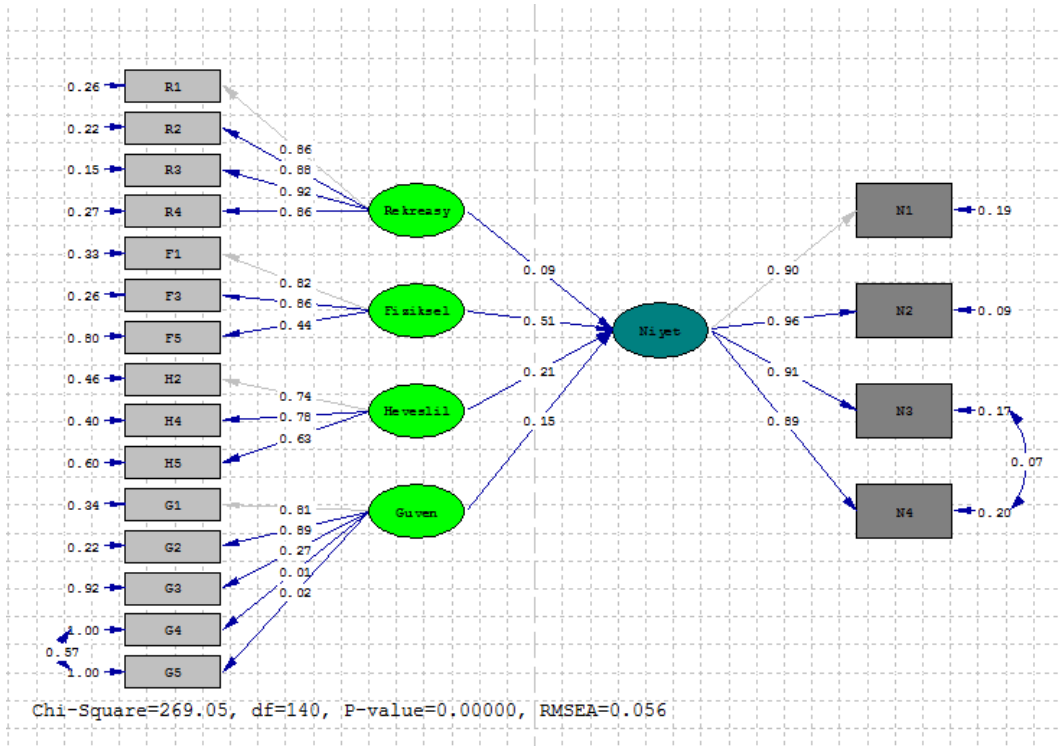 0.26 R1
0.22 R2
0.15 R3
0.27 R4
0.33 F1
0.26 F3
0.80 F5
0.46 H2
0.40 H4
0.60 H5
0.34 G1
0.22 G2
0.92 G3
1.00 G4
0.57
1.00 G5
0.86
0.88
0.92
0.86
0.82
0.86
0.44
0.74
0.78
0.63
0.81
0.89
0.27
0.01
0.02
Rekreasy
Fiziksel
Heveslil
Guven
0.09
0.51
0.21
0.15
Niyet
0.90
0.96
0.91
0.89
N1 0.19
N2 0.09
N3 0.17
0.07
N4 0.20
Chi-Square=269.05, df=140, P-value=0.00000, RMSEA=0.056